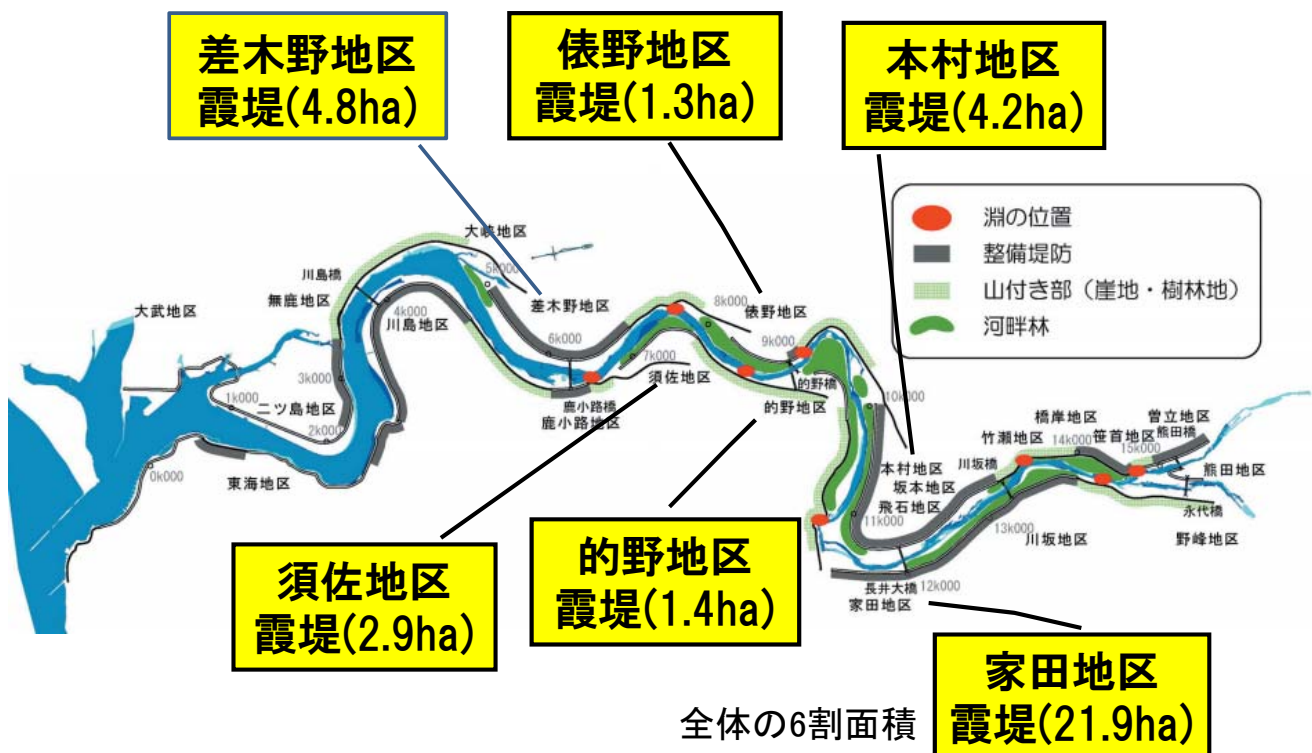 差木野地区
霞堤(4.8ha)
俵野地区
霞堤(1.3ha)
本村地区
霞堤(4.2ha)
淵の位置
整備堤防
山付き部（崖地・樹林地）
河畔林
大峡地区
5k000
川島橋
無鹿地区
大武地区
4k000
川島地区
差木野地区
6k000
8k000
俵野地区
9k000
7k000
須佐地区
的野橋
的野地区
10k000
3k000
1k000
二ツ島地区
2k000
鹿小路橋
鹿小路地区
0k000
東海地区
橋岸地区
曽立地区
竹瀬地区
14k000
笹首地区
熊田橋
15k000
本村地区
川坂橋
熊田地区
坂本地区
飛石地区
永代橋
11k000
13k000
川坂地区
野峰地区
長井大橋
12k000
家田地区
須佐地区
霞堤(2.9ha)
的野地区
霞堤(1.4ha)
全体の6割面積
家田地区
霞堤(21.9ha)